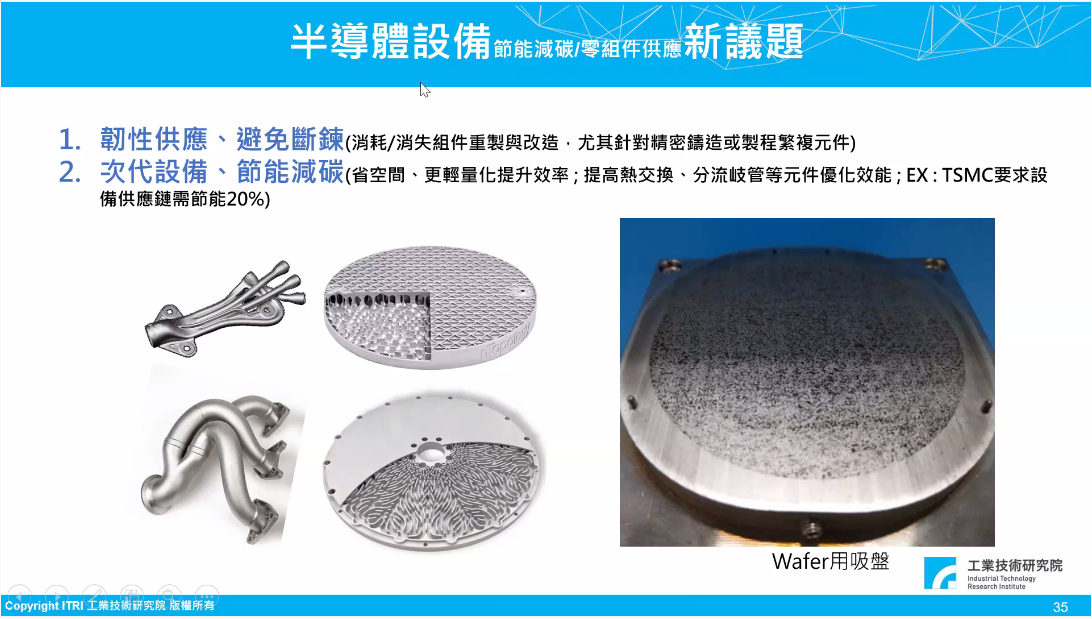 半導體設備節能減碳/零組件供應新議題
1. 韌性供應、避免斷鍊(消耗/消失組件重製與改造，尤其針對精密鑄造或製程繁複元件)
2. 次代設備、節能減碳(省空間、更輕量化提升效率 ; 提高熱交換、分流歧管等元件優化效能 ; EX : TSMC要求設
備供應鏈需節能20%)
nTopology
Wafer用吸盤
工業技術研究院
Industrial Technology
Research Institute
Copyright ITRI 工業技術研究院 版權所有
35